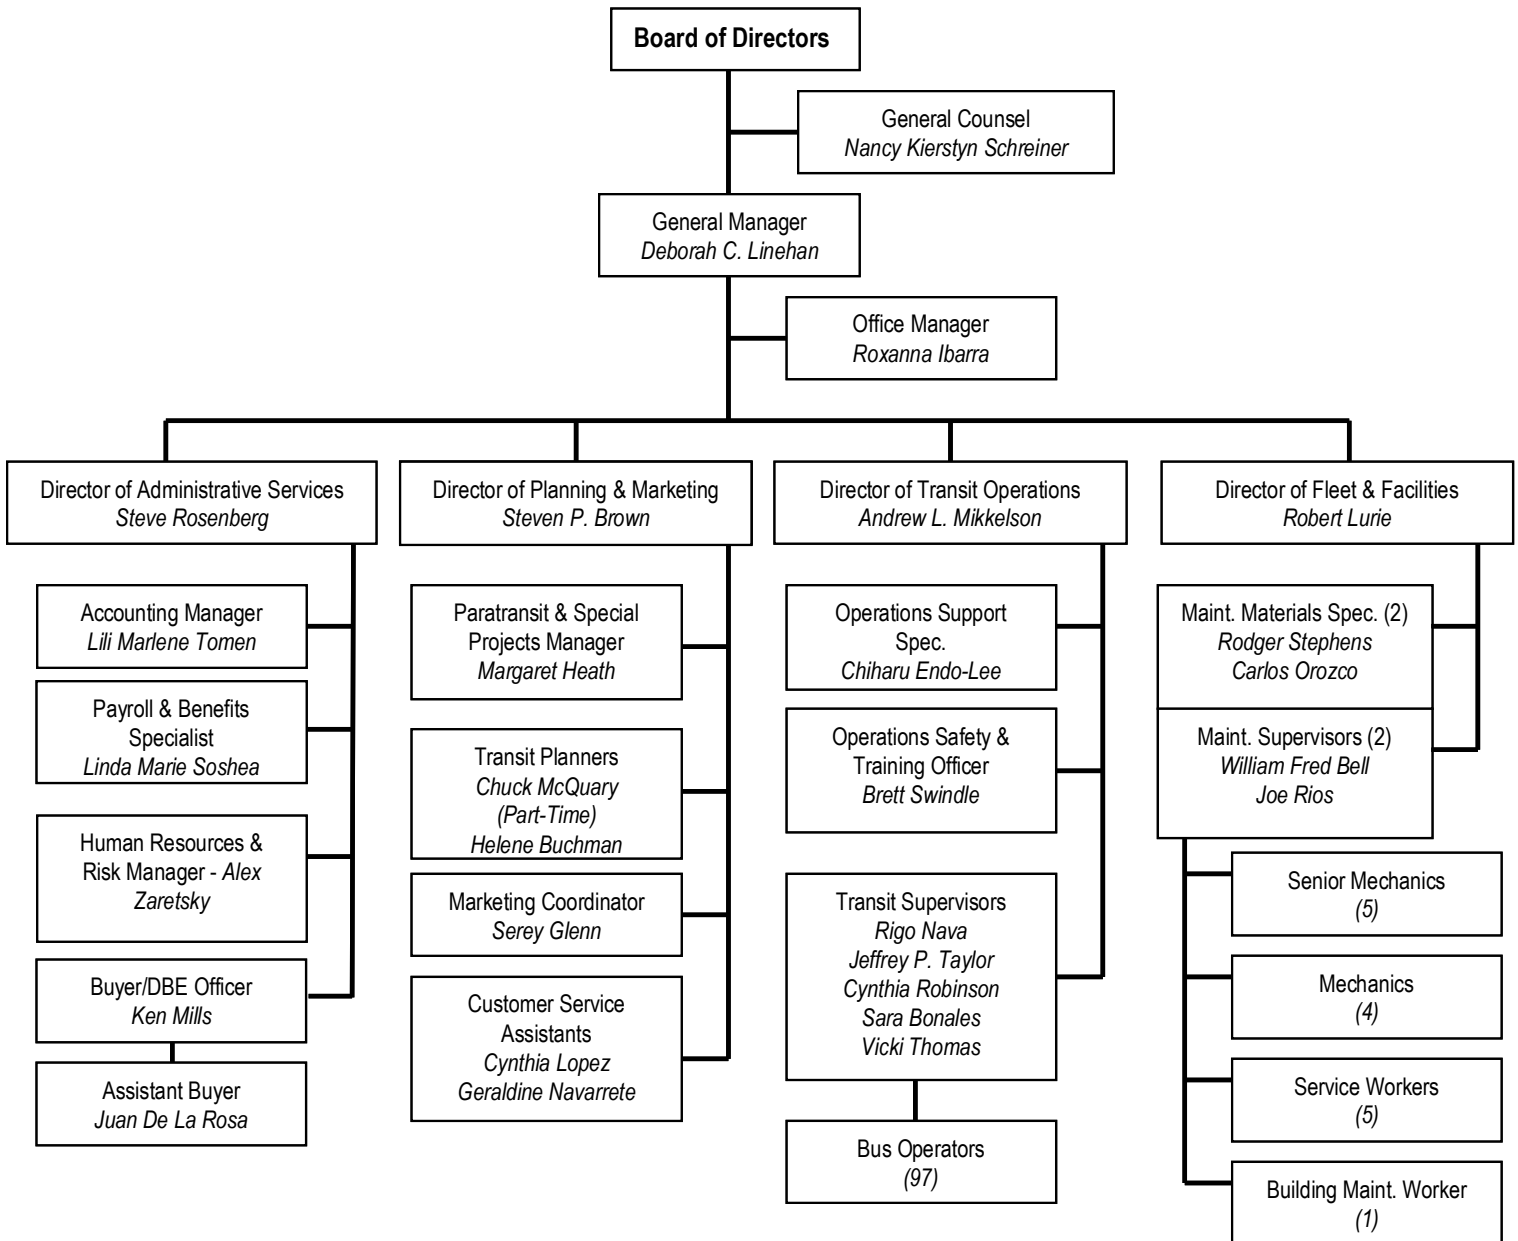 Board of Directors
General Counsel
Nancy Kierstyn Schreiner
General Manager
Deborah C. Linehan
Office Manager
Roxanna Ibarra
Director of Administrative Services
Steve Rosenberg
Accounting Manager
Lili Marlene Tomen
Payroll & Benefits
Specialist
Linda Marie Soshea
Human Resources &
Risk Manager - Alex
Zaretsky
Buyer/DBE Officer
Ken Mills
Assistant Buyer
Juan De La Rosa
Director of Planning & Marketing
Steven P. Brown
Paratransit & Special
Projects Manager
Margaret Heath
Transit Planners
Chuck McQuary
(Part-Time)
Helene Buchman
Marketing Coordinator
Serey Glenn
Customer Service
Assistants
Cynthia Lopez
Geraldine Navarrete
Director of Transit Operations
Andrew L. Mikkelson
Operations Support
Spec.
Chiharu Endo-Lee
Operations Safety &
Training Officer
Brett Swindle
Transit Supervisors
Rigo Nava
Jeffrey P. Taylor
Cynthia Robinson
Sara Bonales
Vicki Thomas
Bus Operators
(97)
Director of Fleet & Facilities
Robert Lurie
Maint. Materials Spec. (2)
Rodger Stephens
Carlos Orozco
Maint. Supervisors (2)
William Fred Bell
Joe Rios
Senior Mechanics
(5)
Mechanics
(4)
Service Workers
(5)
Building Maint. Worker
(1)